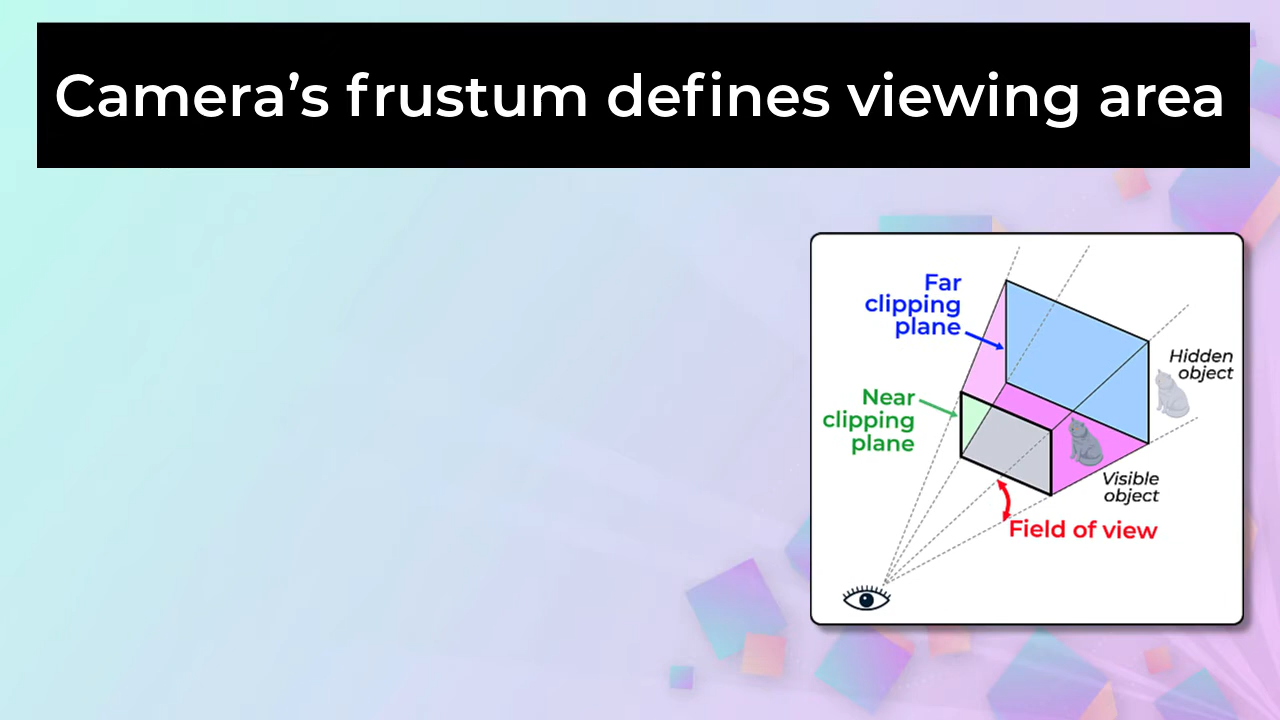 Camera’s frustum defines viewing area
Far
clipping
plane
Hidden
object
Near
clipping
plane
Visible
object
Field of view